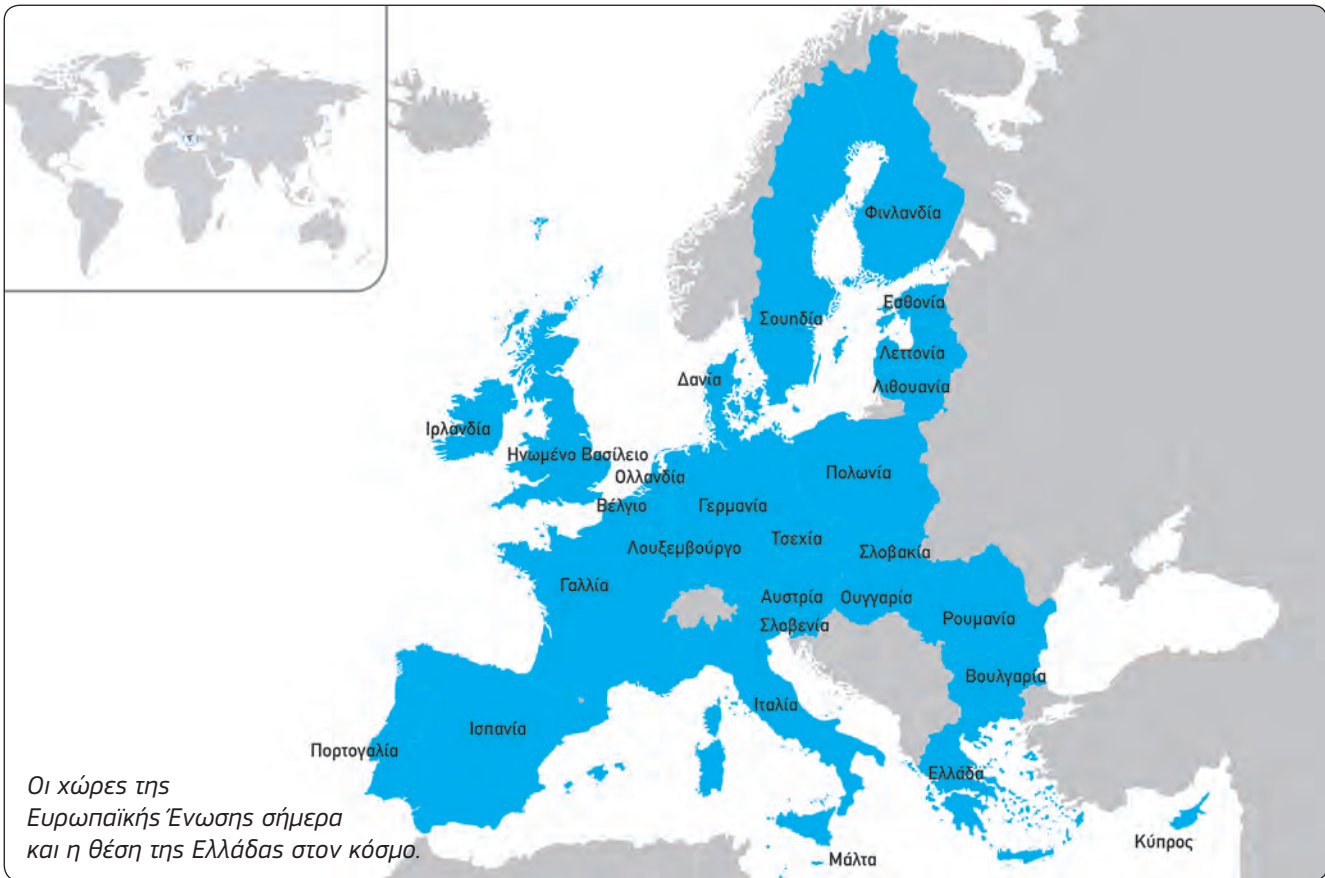 Φινλανδία
Εσθονία
Σουηδία
Λεττονία
Δανία
Λιθουανία
Ιρλανδία
Ηνωμένο Βασίλειο
Ολλανδία
Πολωνία
Βέλγιο
Γερμανία
Τσεχία
Λουξεμβούργο
Σλοβακία
Γαλλία
Αυστρία
Ουγγαρία
Σλαβενία
Ρουμανία
Βουλγαρία
Ιταλία
Ισπανία
Πορτογαλία
Ελλάδα
Κύπρος
Μάλτα
Οι χώρες της
Ευρωπαϊκής Ένωσης σήμερα
και η θέση της Ελλάδας στον κόσμο.